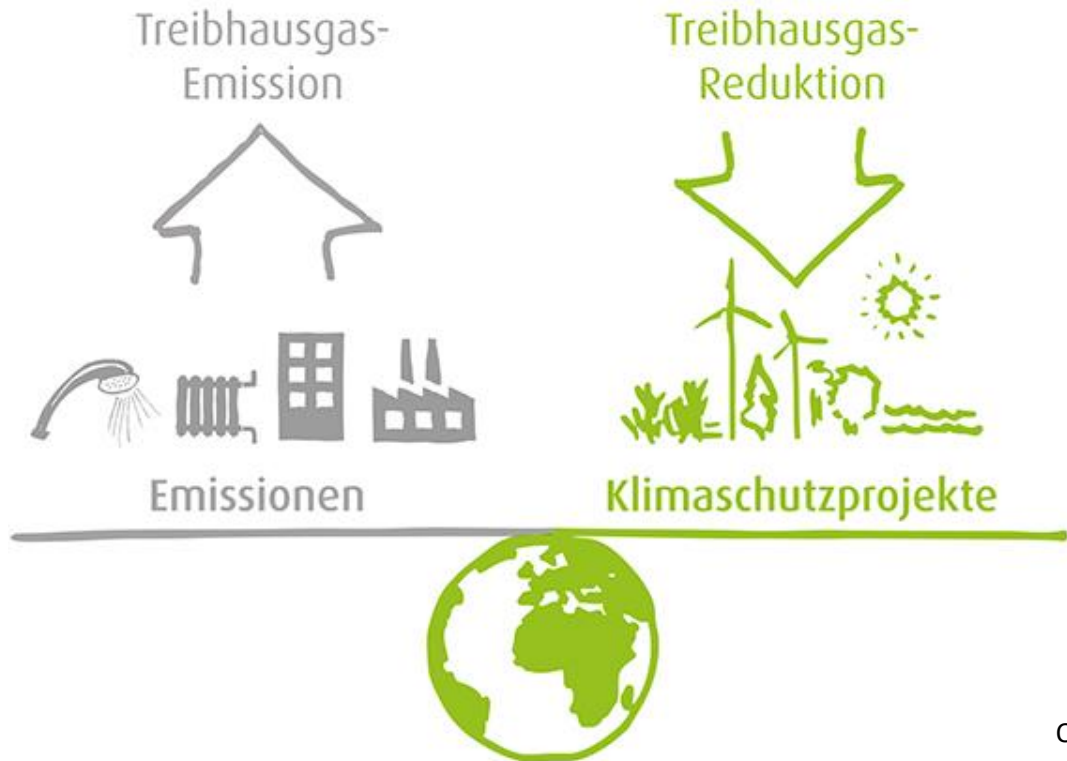 Treibhausgas-
Emission
Treibhausgas-
Reduktion
Emissionen
Klimaschutzprojekte